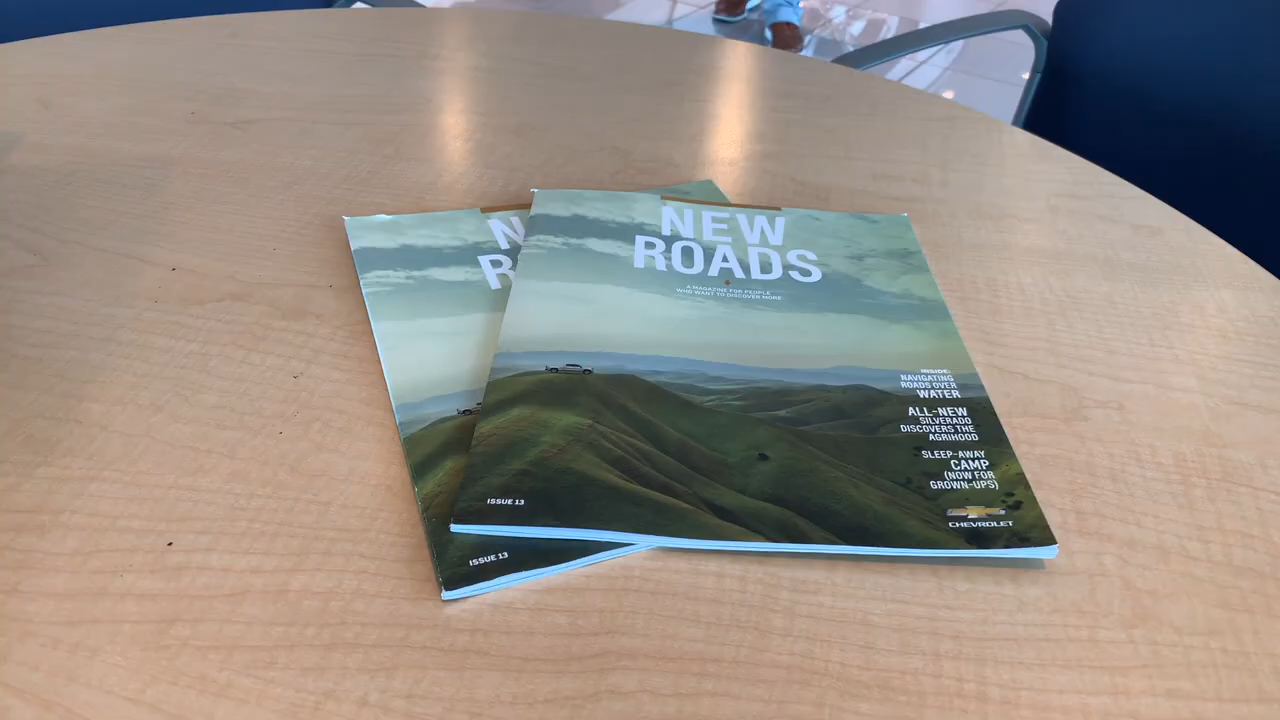 NEW
ROADS
A MAGAZINE FOR PEOPLE
WHO WANT TO DISCOVER MORE
INSIDE:
NAVIGATING
ROADS OVER
WATER
ALL-NEW
SILVERADO
DISCOVERS THE
AGRIHOOD
SLEEP-AWAY
CAMP
(NOW FOR
GROWN-UPS)
CHEVROLET
ISSUE 13
N
R
ISSUE 13